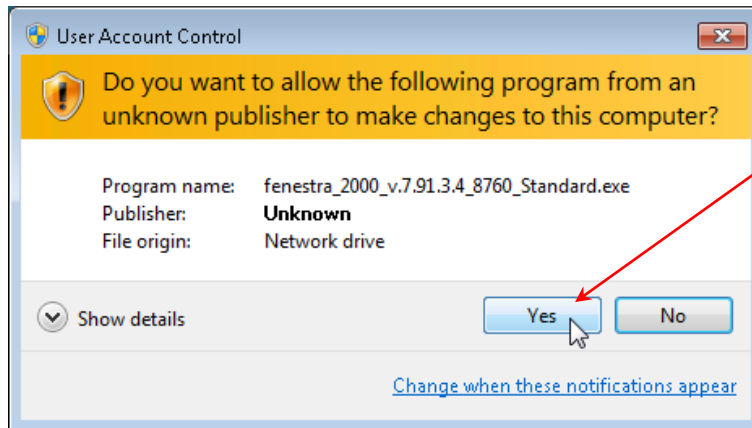 User Account Control
Do you want to allow the following program from an
unknown publisher to make changes to this computer?
Program name: fenestra_2000_v.7.91.3.4_8760_Standard.exe
Publisher: Unknown
File origin: Network drive
Show details
Yes
No
Change when these notifications appear